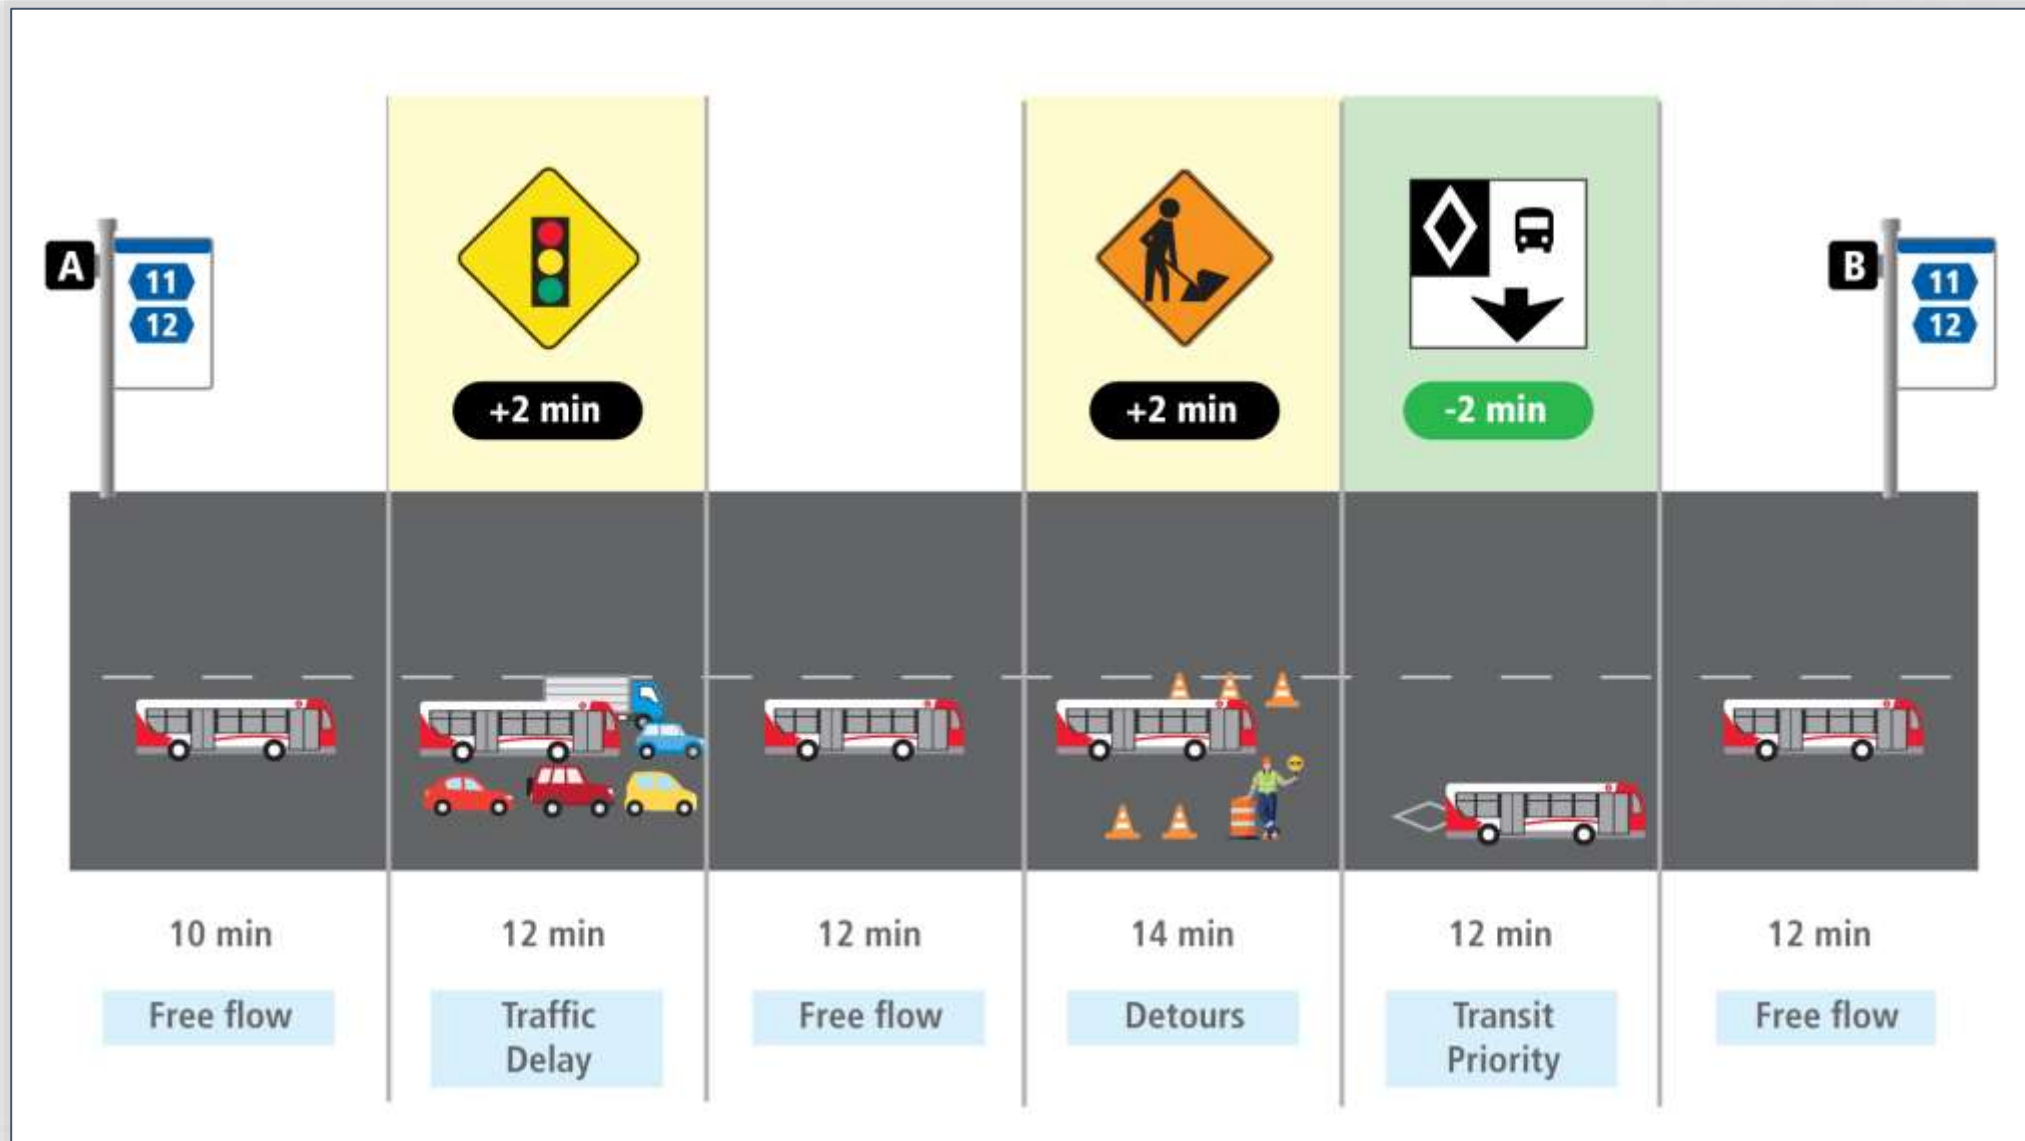 A
11
12
+2 min
+2 min
-2 min
B
11
12
10 min
12 min
12 min
14 min
12 min
12 min
Free flow
Traffic
Delay
Free flow
Detours
Transit
Priority
Free flow